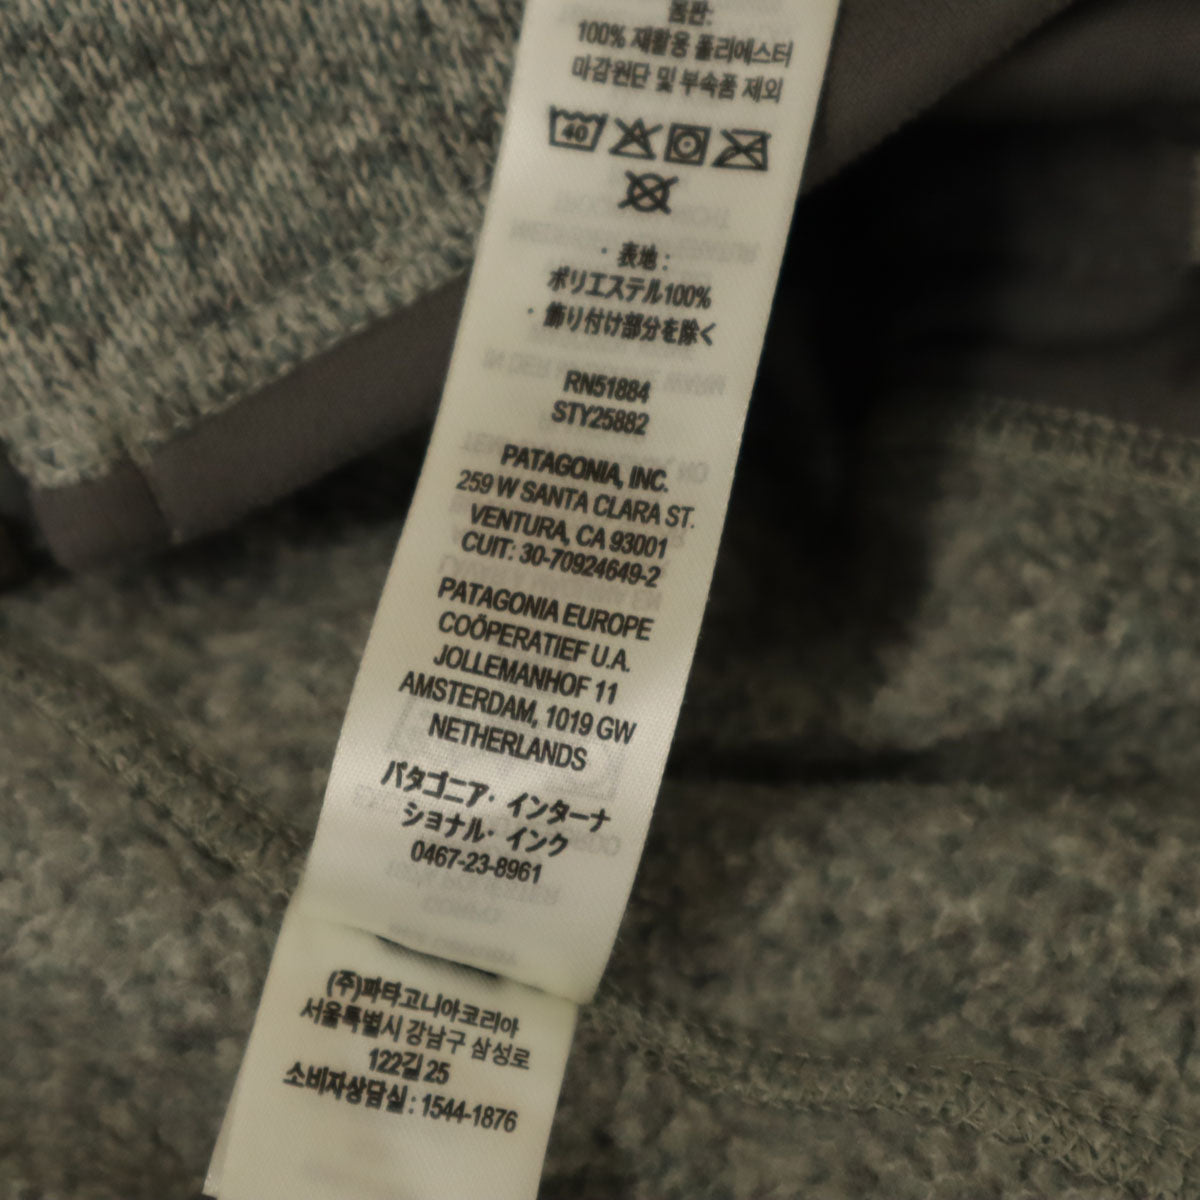 몸판:
100% 재활용 폴리에스터
마감원단 및 부속품 제외
40
・表地:
ポリエステル100%
・飾り付け部分を除く
RN51884
STY25882
PATAGONIA, INC.
259 W SANTA CLARA ST.
VENTURA, CA 93001
CUIT: 30-70924649-2
PATAGONIA EUROPE
COÖPERATIEF U.A.
JOLLEMANHOF 11
AMSTERDAM, 1019 GW
NETHERLANDS
パタゴニア・インターナ
ショナル・インク
0467-23-8961
(주)파타고니아코리아
서울특별시 강남구 삼성로
122길 25
소비자상담실 : 1544-1876